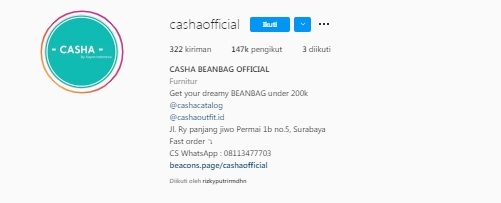 cashaofficial Ikuti
322 kiriman 147k pengikut 3 diikuti
CASHA
CASHA BEANBAG OFFICIAL
Furnitur
Get your dreamy BEANBAG under 200k
@cashacatalog
@cashaoutfit.id
Jl. Ry panjang jiwo Permai 1b no.5, Surabaya
Fast order
CS WhatsApp : 08113477703
beacons.page/cashaofficial
Diikuti oleh rizkyputrirmdhn